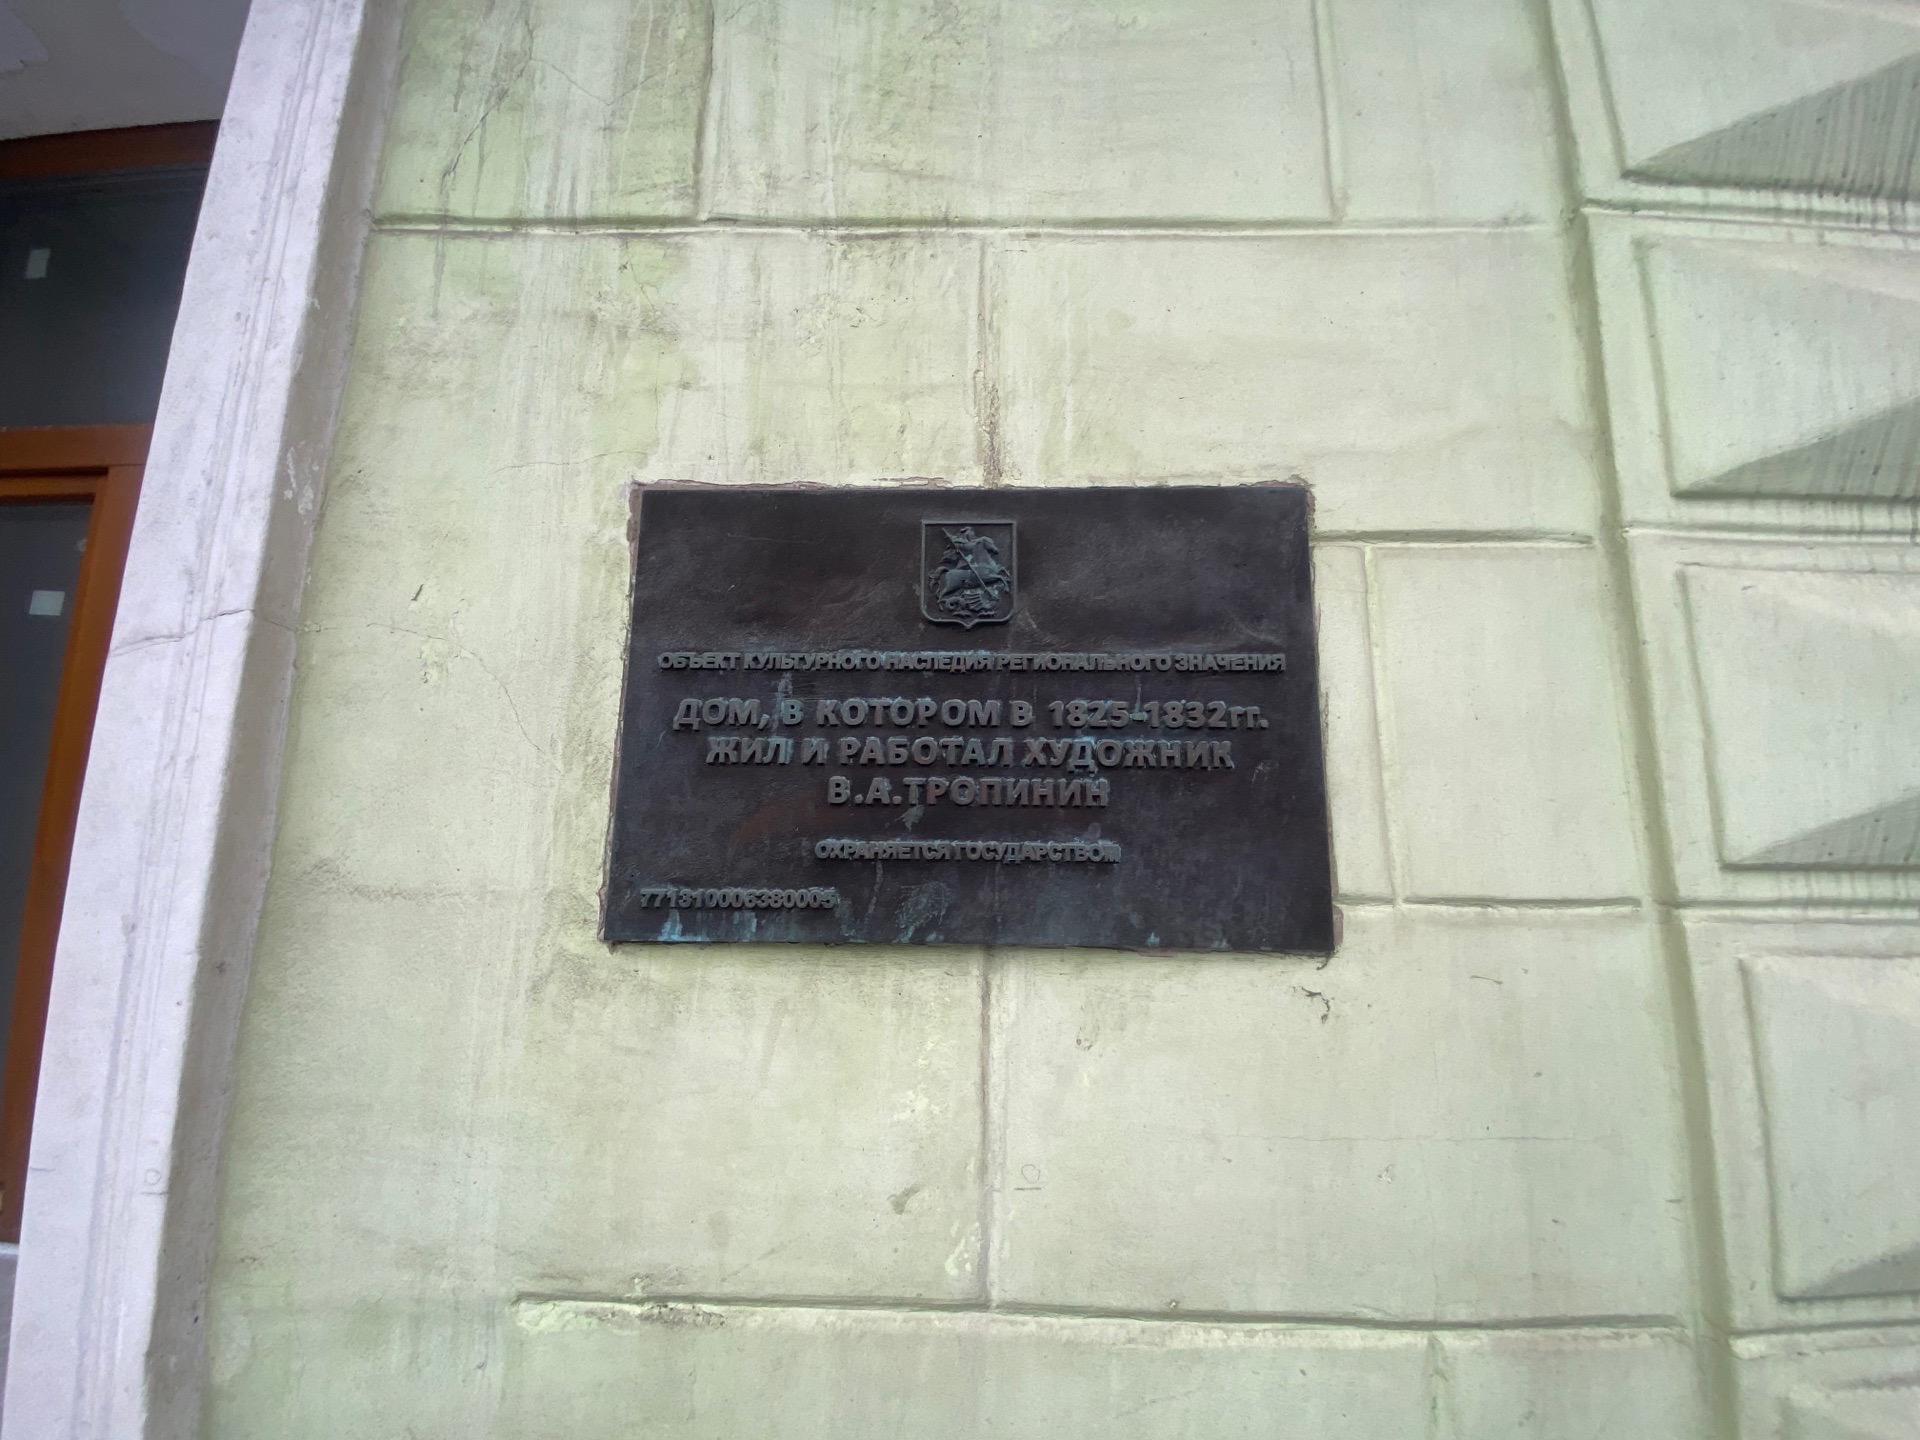 ОБЪЕКТ КУЛЬТУРНОГО НАСЛЕДИЯ РЕГИОНАЛЬНОГО ЗНАЧЕНИЯ
ДОМ, В КОТОРОМ В 1825-1832гг.
ЖИЛ И РАБОТАЛ ХУДОЖНИК
В.А.ТРОПИНИН
ОХРАНЯЕТСЯ ГОСУДАРСТВОМ
771310006380005